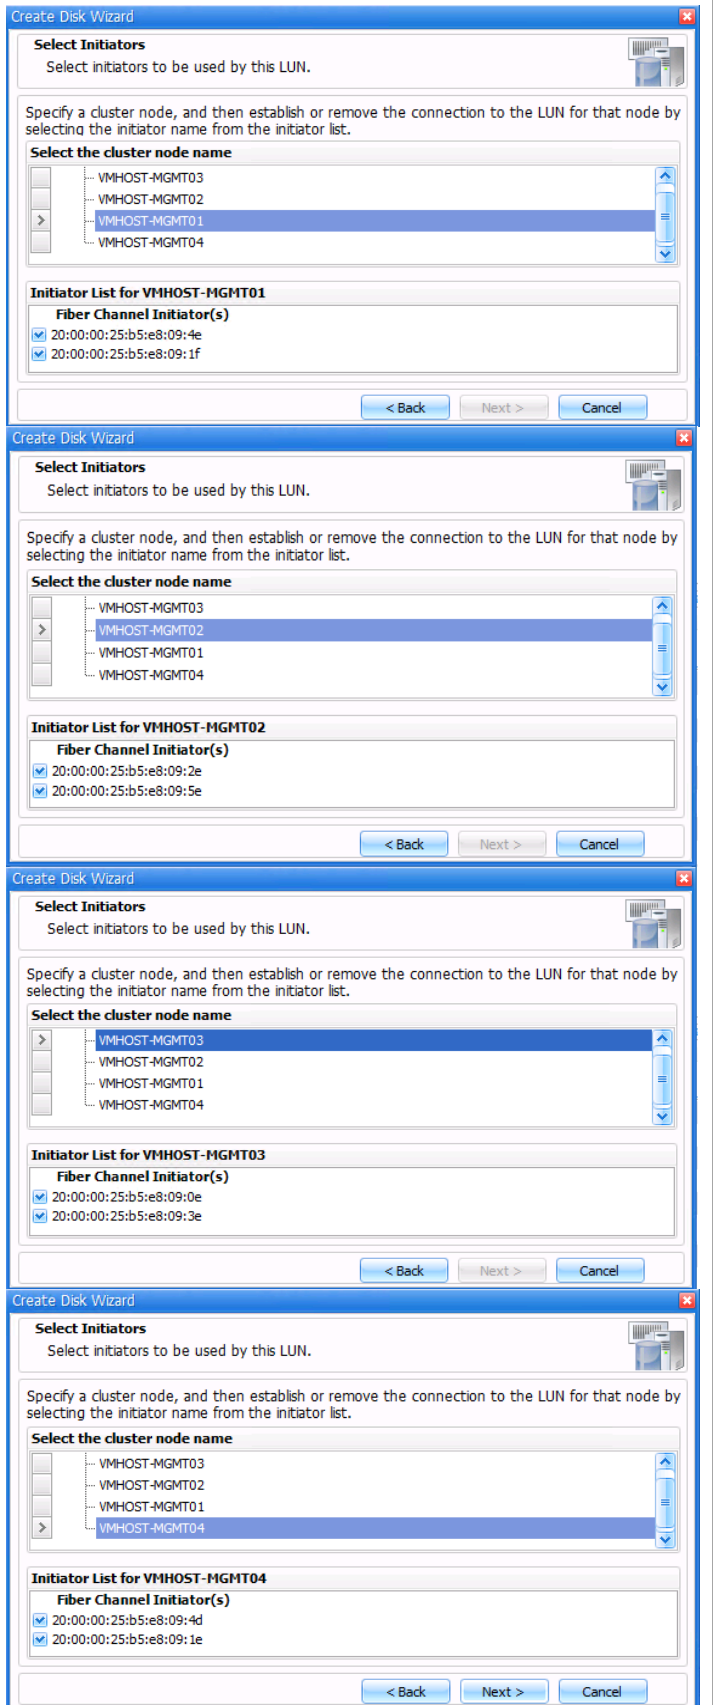 Create Disk Wizard
Select Initiators
Select initiators to be used by this LUN.
Specify a cluster node, and then establish or remove the connection to the LUN for that node by
selecting the initiator name from the initiator list.
Select the cluster node name
VMHOST-MGMT03
VMHOST-MGMT02
VMHOST-MGMT01
VMHOST-MGMT04
Initiator List for VMHOST-MGMT01
Fiber Channel Initiator(s)
20:00:00:25:b5:e8:09:4e
20:00:00:25:b5:e8:09:1f
< Back Next > Cancel
Create Disk Wizard
Select Initiators
Select initiators to be used by this LUN.
Specify a cluster node, and then establish or remove the connection to the LUN for that node by
selecting the initiator name from the initiator list.
Select the cluster node name
VMHOST-MGMT03
VMHOST-MGMT02
VMHOST-MGMT01
VMHOST-MGMT04
Initiator List for VMHOST-MGMT02
Fiber Channel Initiator(s)
20:00:00:25:b5:e8:09:2e
20:00:00:25:b5:e8:09:5e
< Back Next > Cancel
Create Disk Wizard
Select Initiators
Select initiators to be used by this LUN.
Specify a cluster node, and then establish or remove the connection to the LUN for that node by
selecting the initiator name from the initiator list.
Select the cluster node name
VMHOST-MGMT03
VMHOST-MGMT02
VMHOST-MGMT01
VMHOST-MGMT04
Initiator List for VMHOST-MGMT03
Fiber Channel Initiator(s)
20:00:00:25:b5:e8:09:0e
20:00:00:25:b5:e8:09:3e
< Back Next > Cancel
Create Disk Wizard
Select Initiators
Select initiators to be used by this LUN.
Specify a cluster node, and then establish or remove the connection to the LUN for that node by
selecting the initiator name from the initiator list.
Select the cluster node name
VMHOST-MGMT03
VMHOST-MGMT02
VMHOST-MGMT01
VMHOST-MGMT04
Initiator List for VMHOST-MGMT04
Fiber Channel Initiator(s)
20:00:00:25:b5:e8:09:4d
20:00:00:25:b5:e8:09:1e
< Back Next > Cancel